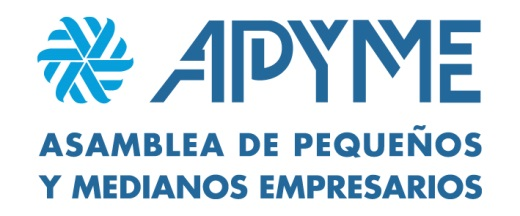 APYME
ASAMBLEA DE PEQUEÑOS
Y MEDIANOS EMPRESARIOS